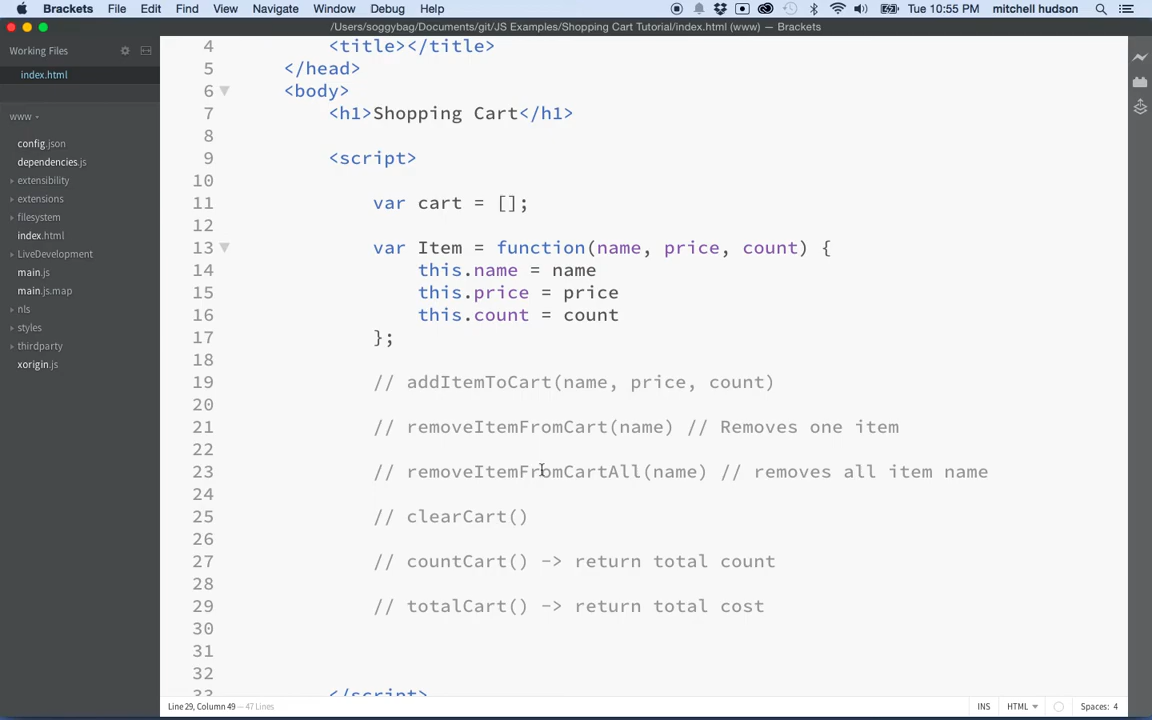 Brackets File Edit Find View Navigate Window Debug Help Tue 10:55 PM mitchell hudson
/Users/soggybag/Documents/git/JS Examples/Shopping Cart Tutorial/index.html (www) — Brackets
Working Files
index.html
www
config.json
dependencies.js
extensibility
extensions
filesystem
index.html
LiveDevelopment
main.js
main.js.map
nls
styles
thirdparty
xorigin.js
4 <title></title>
5 </head>
6 <body>
7 <h1>Shopping Cart</h1>
8
9 <script>
10
11 var cart = [];
12
13 var Item = function(name, price, count) {
14 this.name = name
15 this.price = price
16 this.count = count
17 };
18
19 // addItemToCart(name, price, count)
20
21 // removeItemFromCart(name) // Removes one item
22
23 // removeItemFromCartAll(name) // removes all item name
24
25 // clearCart()
26
27 // countCart() -> return total count
28
29 // totalCart() -> return total cost
30
31
32
33 </script>
Line 29, Column 49 — 47 Lines INS HTML Spaces: 4